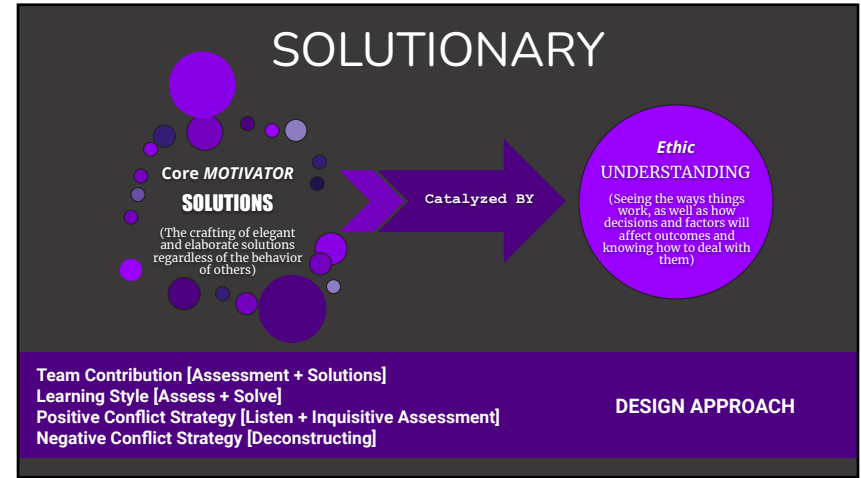 SOLUTIONARY
Core MOTIVATOR
SOLUTIONS
(The crafting of elegant
and elaborate solutions
regardless of the behavior
of others)
Catalyzed BY
Ethic
UNDERSTANDING
(Seeing the ways things
work, as well as how
decisions and factors will
affect outcomes and
knowing how to deal with
them)
Team Contribution [Assessment + Solutions]
Learning Style [Assess + Solve]
Positive Conflict Strategy [Listen + Inquisitive Assessment]
Negative Conflict Strategy [Deconstructing]
DESIGN APPROACH